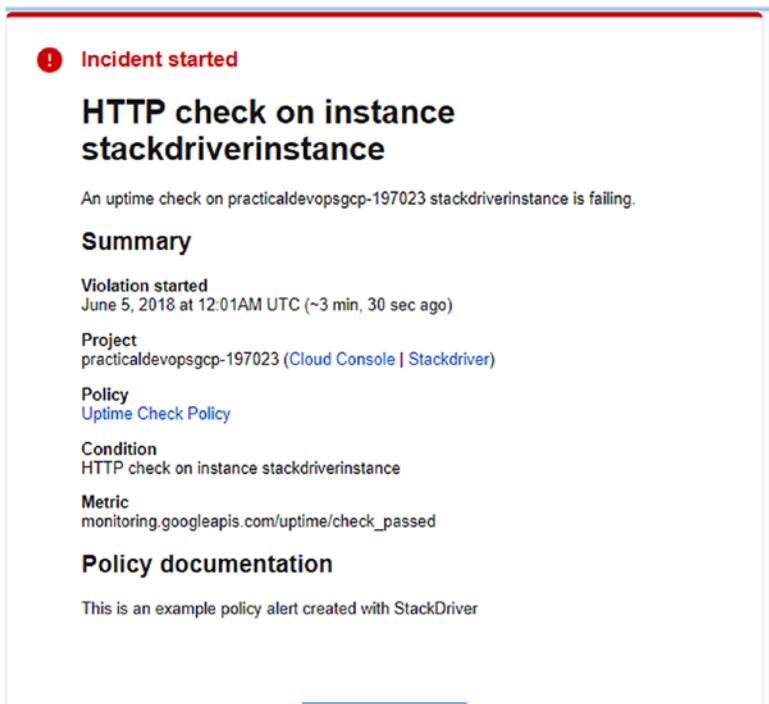 Incident started
HTTP check on instance
stackdriverinstance
An uptime check on practicaldevopsgcp-197023 stackdriverinstance is failing.
Summary
Violation started
June 5, 2018 at 12:01AM UTC (~3 min, 30 sec ago)
Project
practicaldevopsgcp-197023 (Cloud Console | Stackdriver)
Policy
Uptime Check Policy
Condition
HTTP check on instance stackdriverinstance
Metric
monitoring.googleapis.com/uptime/check_passed
Policy documentation
This is an example policy alert created with StackDriver